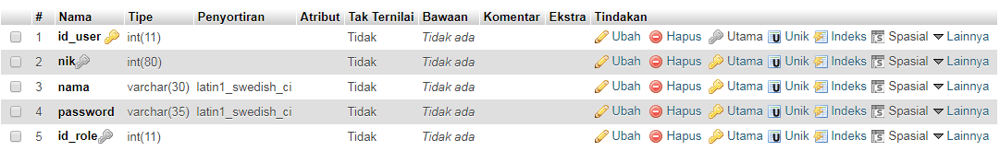 # Nama Tipe Penyortiran Atribut Tak Ternilai Bawaan Komentar Ekstra Tindakan
1 id_user int(11) Tidak Tidak ada Ubah Hapus Utama Unik Indeks Spasial Lainnya
2 nik int(80) Tidak Tidak ada Ubah Hapus Utama Unik Indeks Spasial Lainnya
3 nama varchar(30) latin1_swedish_ci Tidak Tidak ada Ubah Hapus Utama Unik Indeks Spasial Lainnya
4 password varchar(35) latin1_swedish_ci Tidak Tidak ada Ubah Hapus Utama Unik Indeks Spasial Lainnya
5 id_role int(11) Tidak Tidak ada Ubah Hapus Utama Unik Indeks Spasial Lainnya